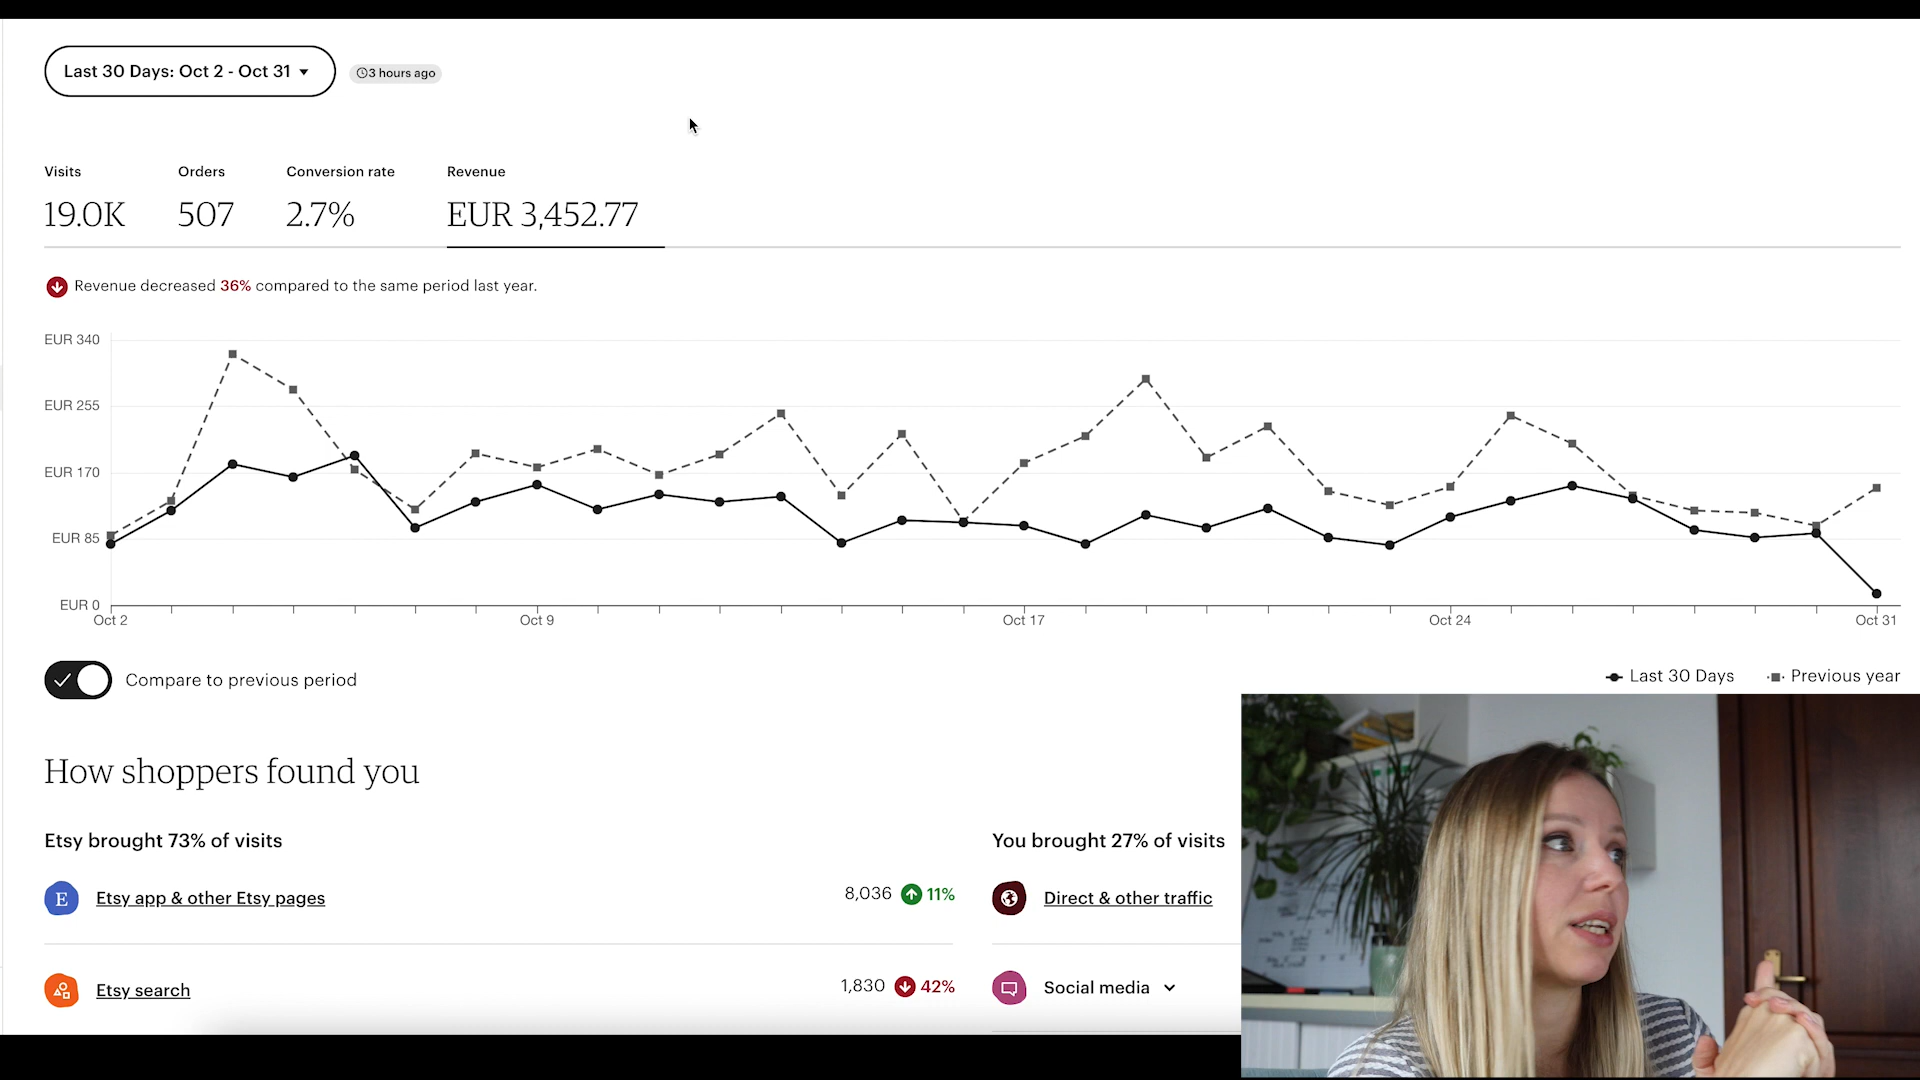 Last 30 Days: Oct 2 - Oct 31
3 hours ago
Visits Orders Conversion rate Revenue
19.0K 507 2.7% EUR 3,452.77
Revenue decreased 36% compared to the same period last year.
EUR 340
EUR 255
EUR 170
EUR 85
EUR 0
Oct 2 Oct 9 Oct 17 Oct 24 Oct 31
Compare to previous period
Last 30 Days Previous year
How shoppers found you
Etsy brought 73% of visits
You brought 27% of visits
E Etsy app & other Etsy pages 8,036 11%
Direct & other traffic
Etsy search 1,830 42%
Social media